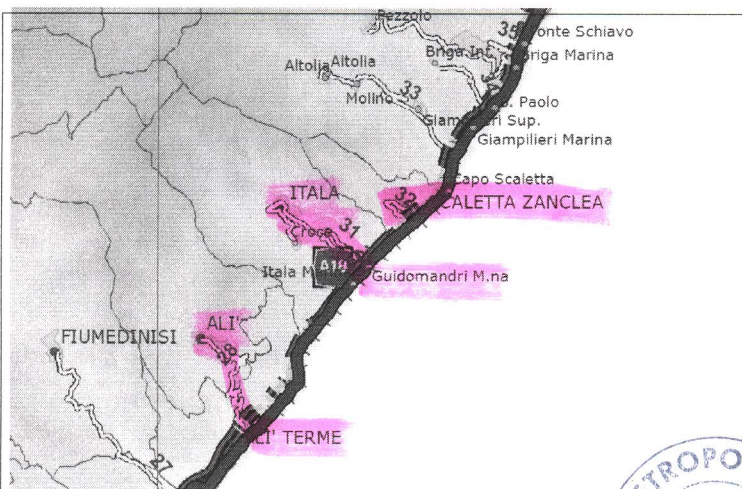 Pezzolo
35
Ponte Schiavo
Briga Inf.
Briga Marina
Altolia Altolia
33
Molino
S. Paolo
Giampilieri Sup.
Giampilieri Marina
Capo Scaletta
ITALA
32
SCALETTA ZANCLEA
31
Croce
Itala M
A18
Guidomandri M.na
ALI'
FIUMEDINISI
28
ALI' TERME
27
TROPO